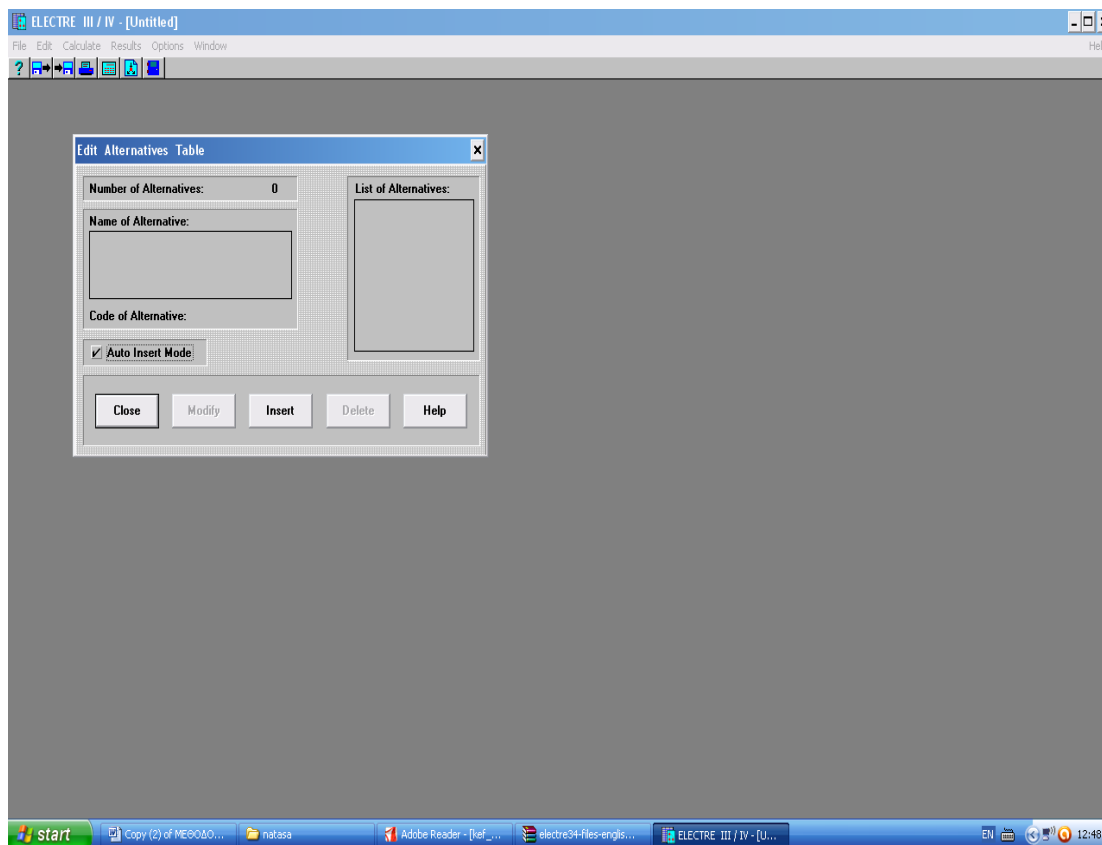 ELECTRE III / IV - [Untitled]
File Edit Calculate Results Options Window Hel
?
Edit Alternatives Table
Number of Alternatives: 0
List of Alternatives:
Name of Alternative:
Code of Alternative:
Auto Insert Mode
Close Modify Insert Delete Help
start Copy (2) of ΜΕΘΟΔΟ... natasa Adobe Reader - [kef_... electre34-files-englis... ELECTRE III / IV - [U... EN 12:48